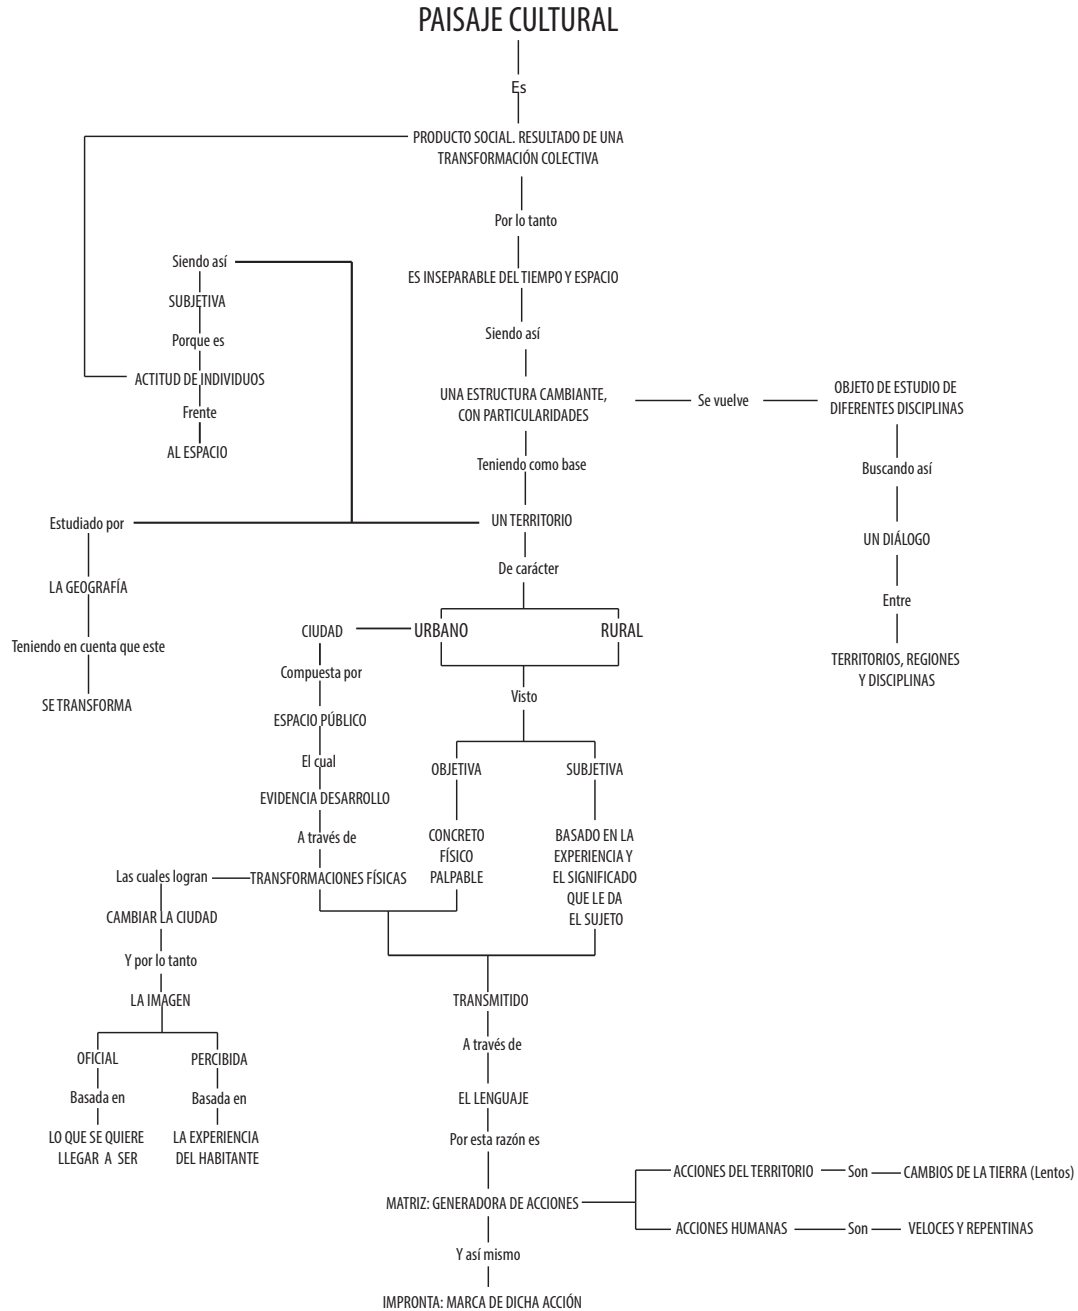 PAISAJE CULTURAL
Es
PRODUCTO SOCIAL. RESULTADO DE UNA
TRANSFORMACIÓN COLECTIVA
Por lo tanto
ES INSEPARABLE DEL TIEMPO Y ESPACIO
Siendo así
UNA ESTRUCTURA CAMBIANTE,
CON PARTICULARIDADES
Se vuelve
OBJETO DE ESTUDIO DE
DIFERENTES DISCIPLINAS
Buscando así
UN DIÁLOGO
Entre
TERRITORIOS, REGIONES
Y DISCIPLINAS
Siendo así
SUBJETIVA
Porque es
ACTITUD DE INDIVIDUOS
Frente
AL ESPACIO
Teniendo como base
UN TERRITORIO
Estudiado por
LA GEOGRAFÍA
Teniendo en cuenta que este
SE TRANSFORMA
De carácter
URBANO
RURAL
CIUDAD
Compuesta por
ESPACIO PÚBLICO
El cual
EVIDENCIA DESARROLLO
A través de
TRANSFORMACIONES FÍSICAS
Las cuales logran
CAMBIAR LA CIUDAD
Y por lo tanto
LA IMAGEN
OFICIAL
Basada en
LO QUE SE QUIERE
LLEGAR A SER
PERCIBIDA
Basada en
LA EXPERIENCIA
DEL HABITANTE
Visto
OBJETIVA
CONCRETO
FÍSICO
PALPABLE
SUBJETIVA
BASADO EN LA
EXPERIENCIA Y
EL SIGNIFICADO
QUE LE DA
EL SUJETO
TRANSMITIDO
A través de
EL LENGUAJE
Por esta razón es
MATRIZ: GENERADORA DE ACCIONES
ACCIONES DEL TERRITORIO
Son
CAMBIOS DE LA TIERRA (Lentos)
ACCIONES HUMANAS
Son
VELOCES Y REPENTINAS
Y así mismo
IMPRONTA: MARCA DE DICHA ACCIÓN